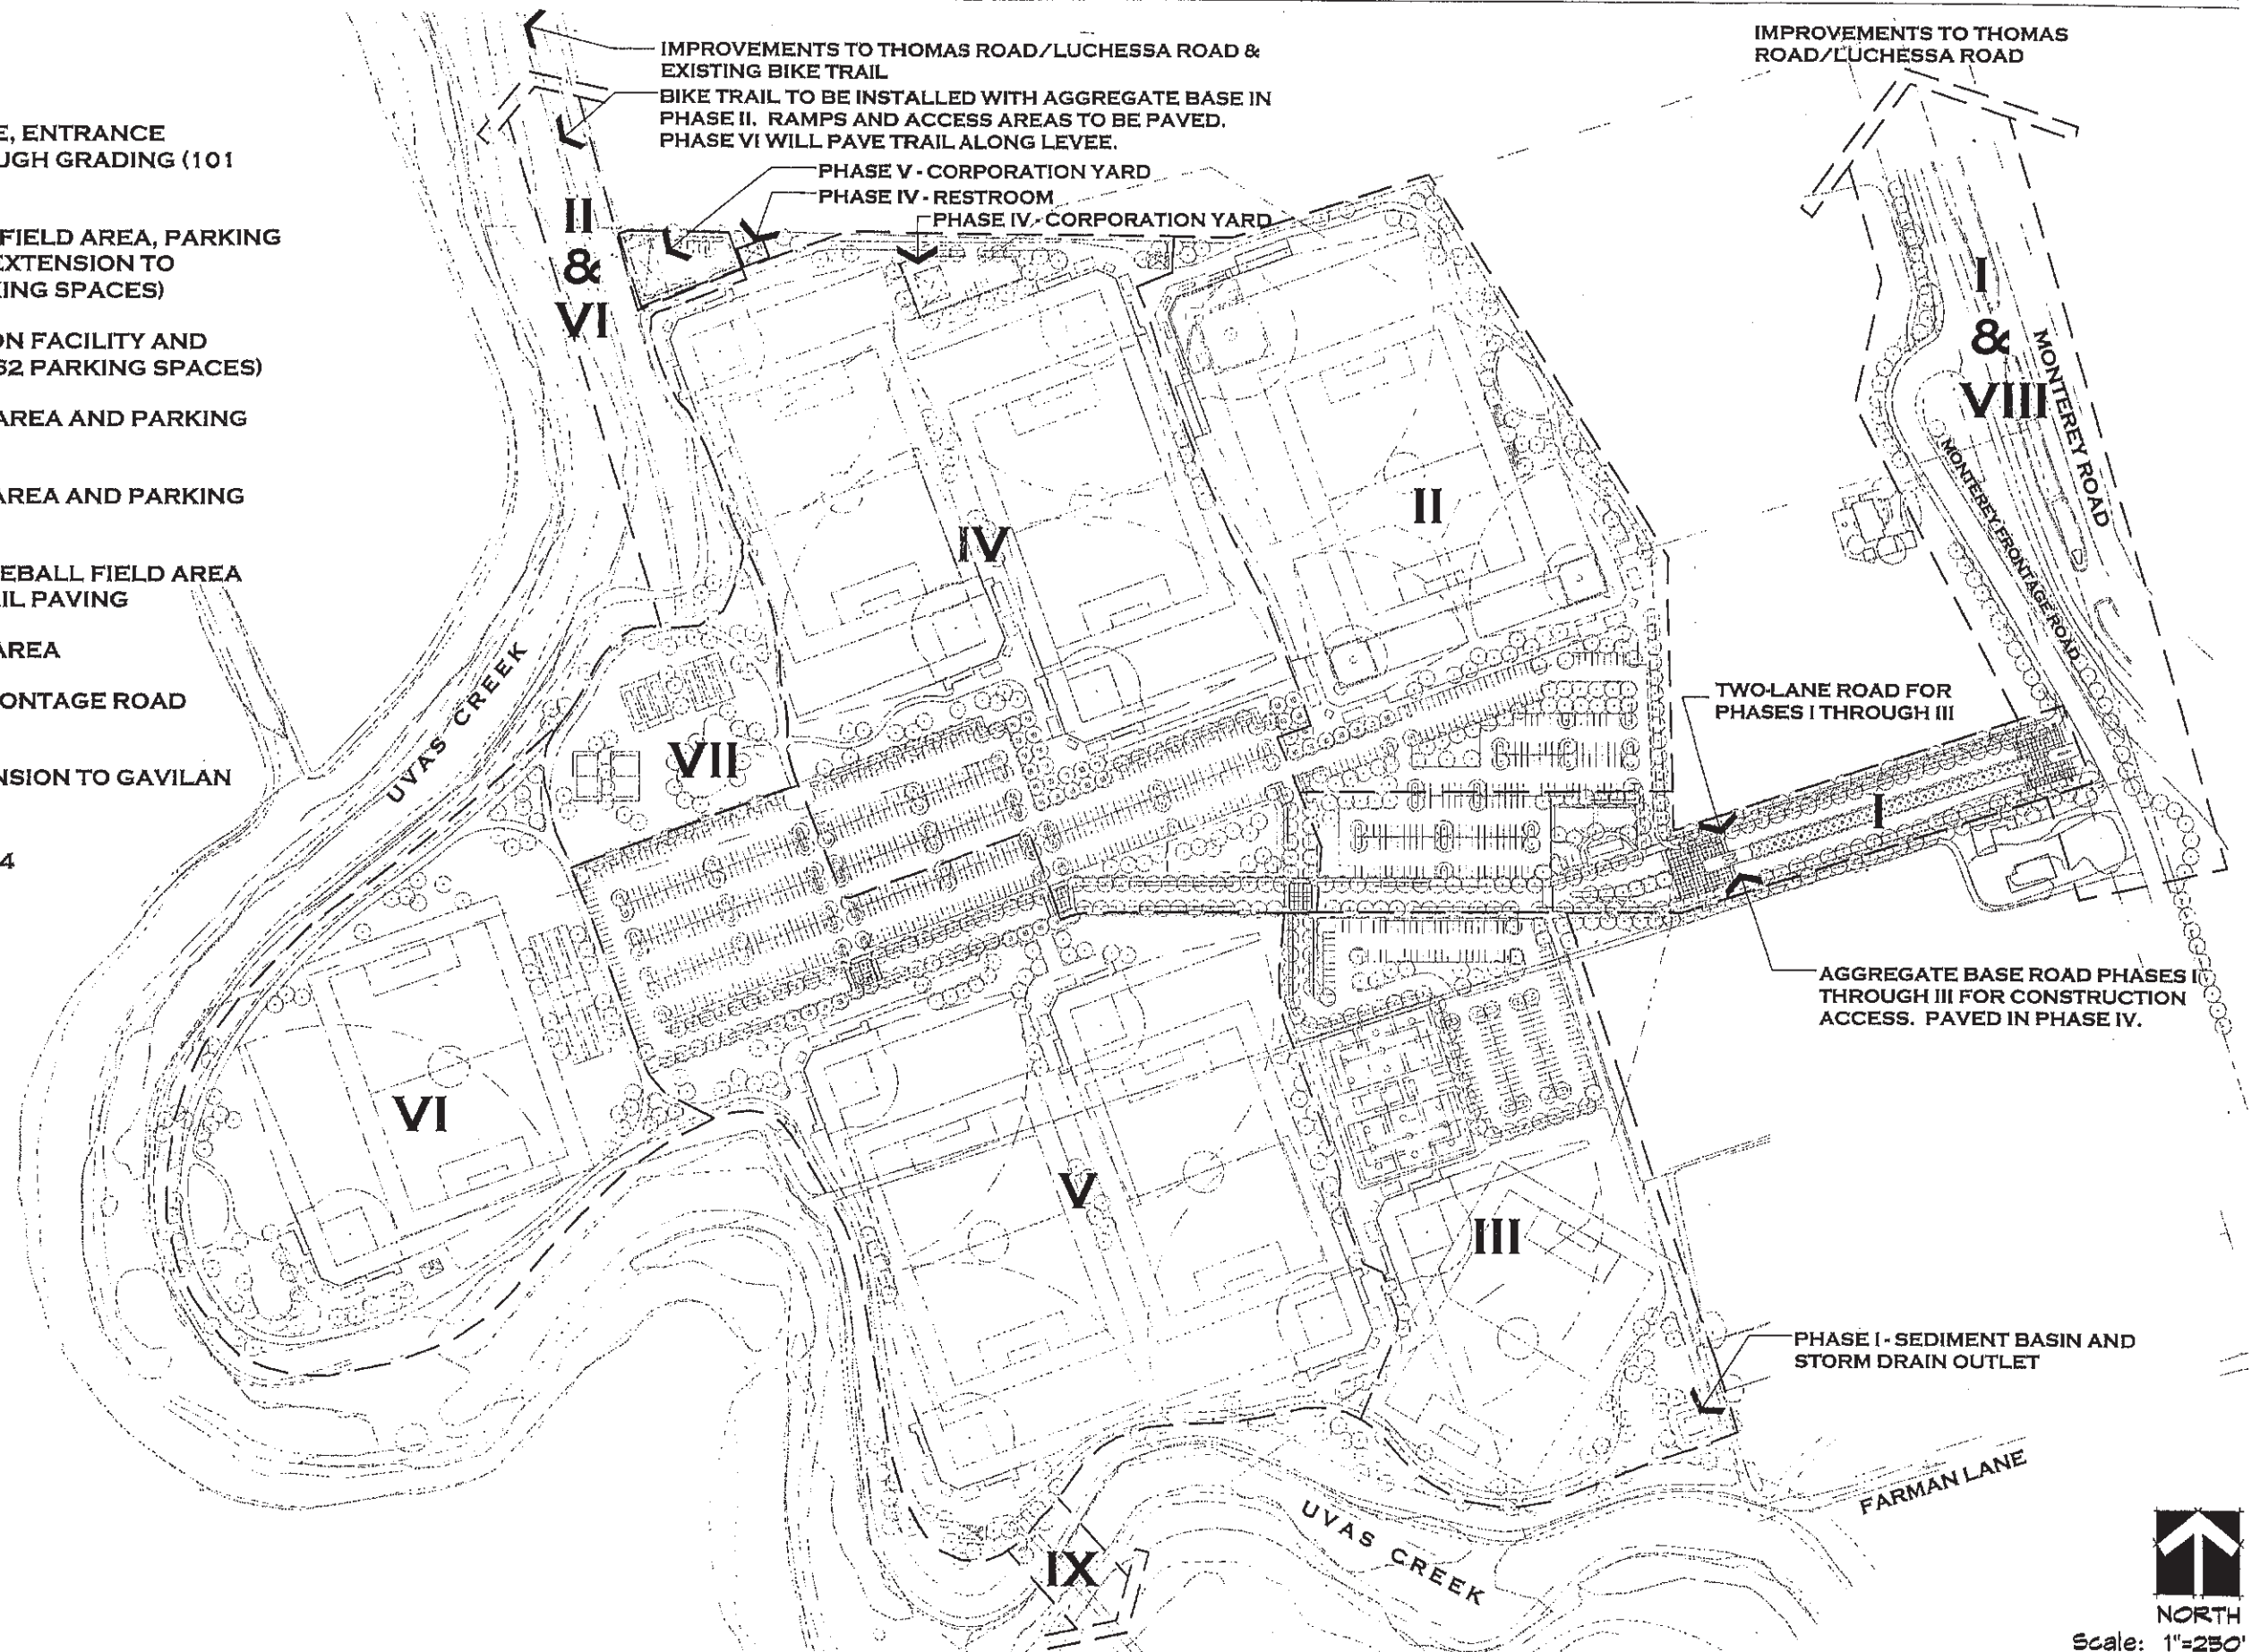 E, ENTRANCE
UGH GRADING (101
FIELD AREA, PARKING
EXTENSION TO
ING SPACES)
ON FACILITY AND
62 PARKING SPACES)
AREA AND PARKING
AREA AND PARKING
EBALL FIELD AREA
IL PAVING
AREA
ONTAGE ROAD
NSION TO GAVILAN
4
IMPROVEMENTS TO THOMAS ROAD/LUCHESSA ROAD &
EXISTING BIKE TRAIL
BIKE TRAIL TO BE INSTALLED WITH AGGREGATE BASE IN
PHASE II. RAMPS AND ACCESS AREAS TO BE PAVED.
PHASE VI WILL PAVE TRAIL ALONG LEVEE.
PHASE V - CORPORATION YARD
PHASE IV - RESTROOM
PHASE IV - CORPORATION YARD
IMPROVEMENTS TO THOMAS
ROAD/LUCHESSA ROAD
II
&
VI
I
&
VIII
MONTEREY ROAD
MONTEREY FRONTAGE ROAD
IV
II
UVAS CREEK
VII
TWO-LANE ROAD FOR
PHASES I THROUGH III
I
AGGREGATE BASE ROAD PHASES I
THROUGH III FOR CONSTRUCTION
ACCESS. PAVED IN PHASE IV.
VI
V
III
PHASE I - SEDIMENT BASIN AND
STORM DRAIN OUTLET
FARMAN LANE
UVAS CREEK
IX
NORTH
Scale: 1"=250'